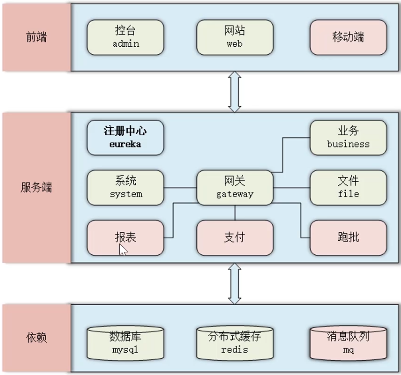 前端
控台
admin
网站
web
移动端
服务端
注册中心
eureka
业务
business
系统
system
网关
gateway
文件
file
报表
支付
跑批
依赖
数据库
mysql
分布式缓存
redis
消息队列
mq